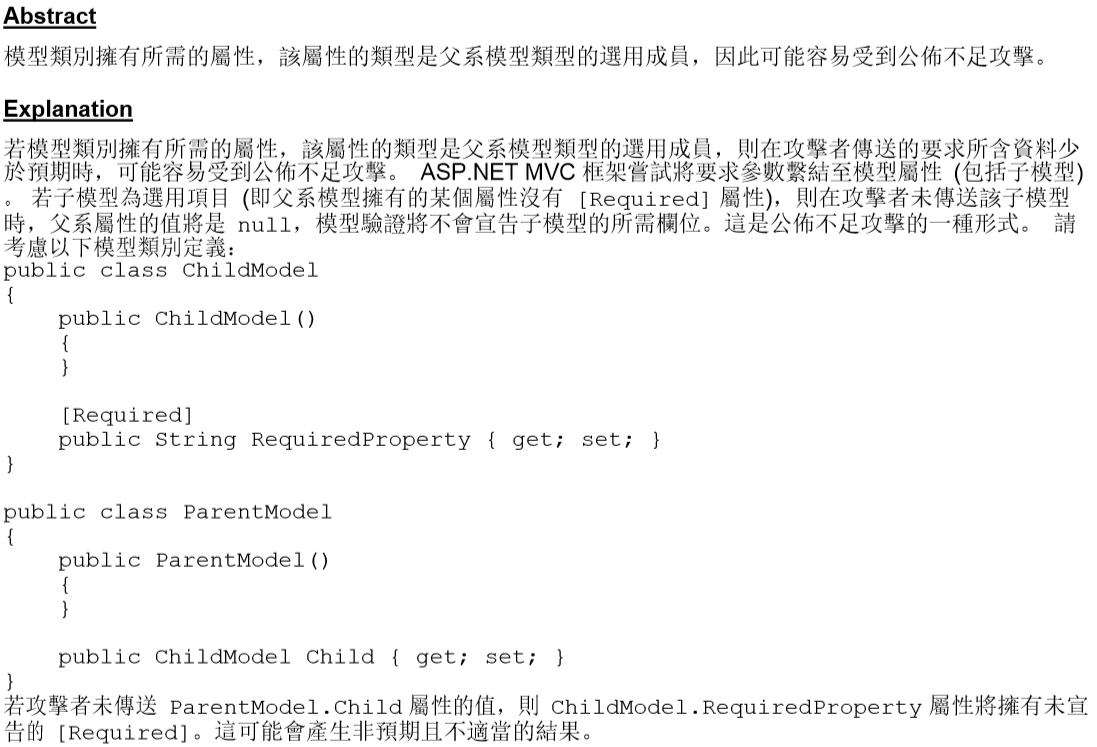 Abstract
模型類別擁有所需的屬性，該屬性的類型是父系模型類型的選用成員，因此可能容易受到公佈不足攻擊。
Explanation
若模型類別擁有所需的屬性，該屬性的類型是父系模型類型的選用成員，則在攻擊者傳送的要求所含資料少
於預期時，可能容易受到公佈不足攻擊。 ASP.NET MVC 框架嘗試將要求參數繫結至模型屬性 (包括子模型)
。 若子模型為選用項目 (即父系模型擁有的某個屬性沒有 [Required] 屬性)，則在攻擊者未傳送該子模型
時，父系屬性的值將是 null，模型驗證將不會宣告子模型的所需欄位。這是公佈不足攻擊的一種形式。 請
考慮以下模型類別定義：
public class ChildModel
{
    public ChildModel()
    {
    }
    [Required]
    public String RequiredProperty { get; set; }
}
public class ParentModel
{
    public ParentModel()
    {
    }
    public ChildModel Child { get; set; }
}
若攻擊者未傳送 ParentModel.Child 屬性的值，則 ChildModel.RequiredProperty 屬性將擁有未宣
告的 [Required]。這可能會產生非預期且不適當的結果。